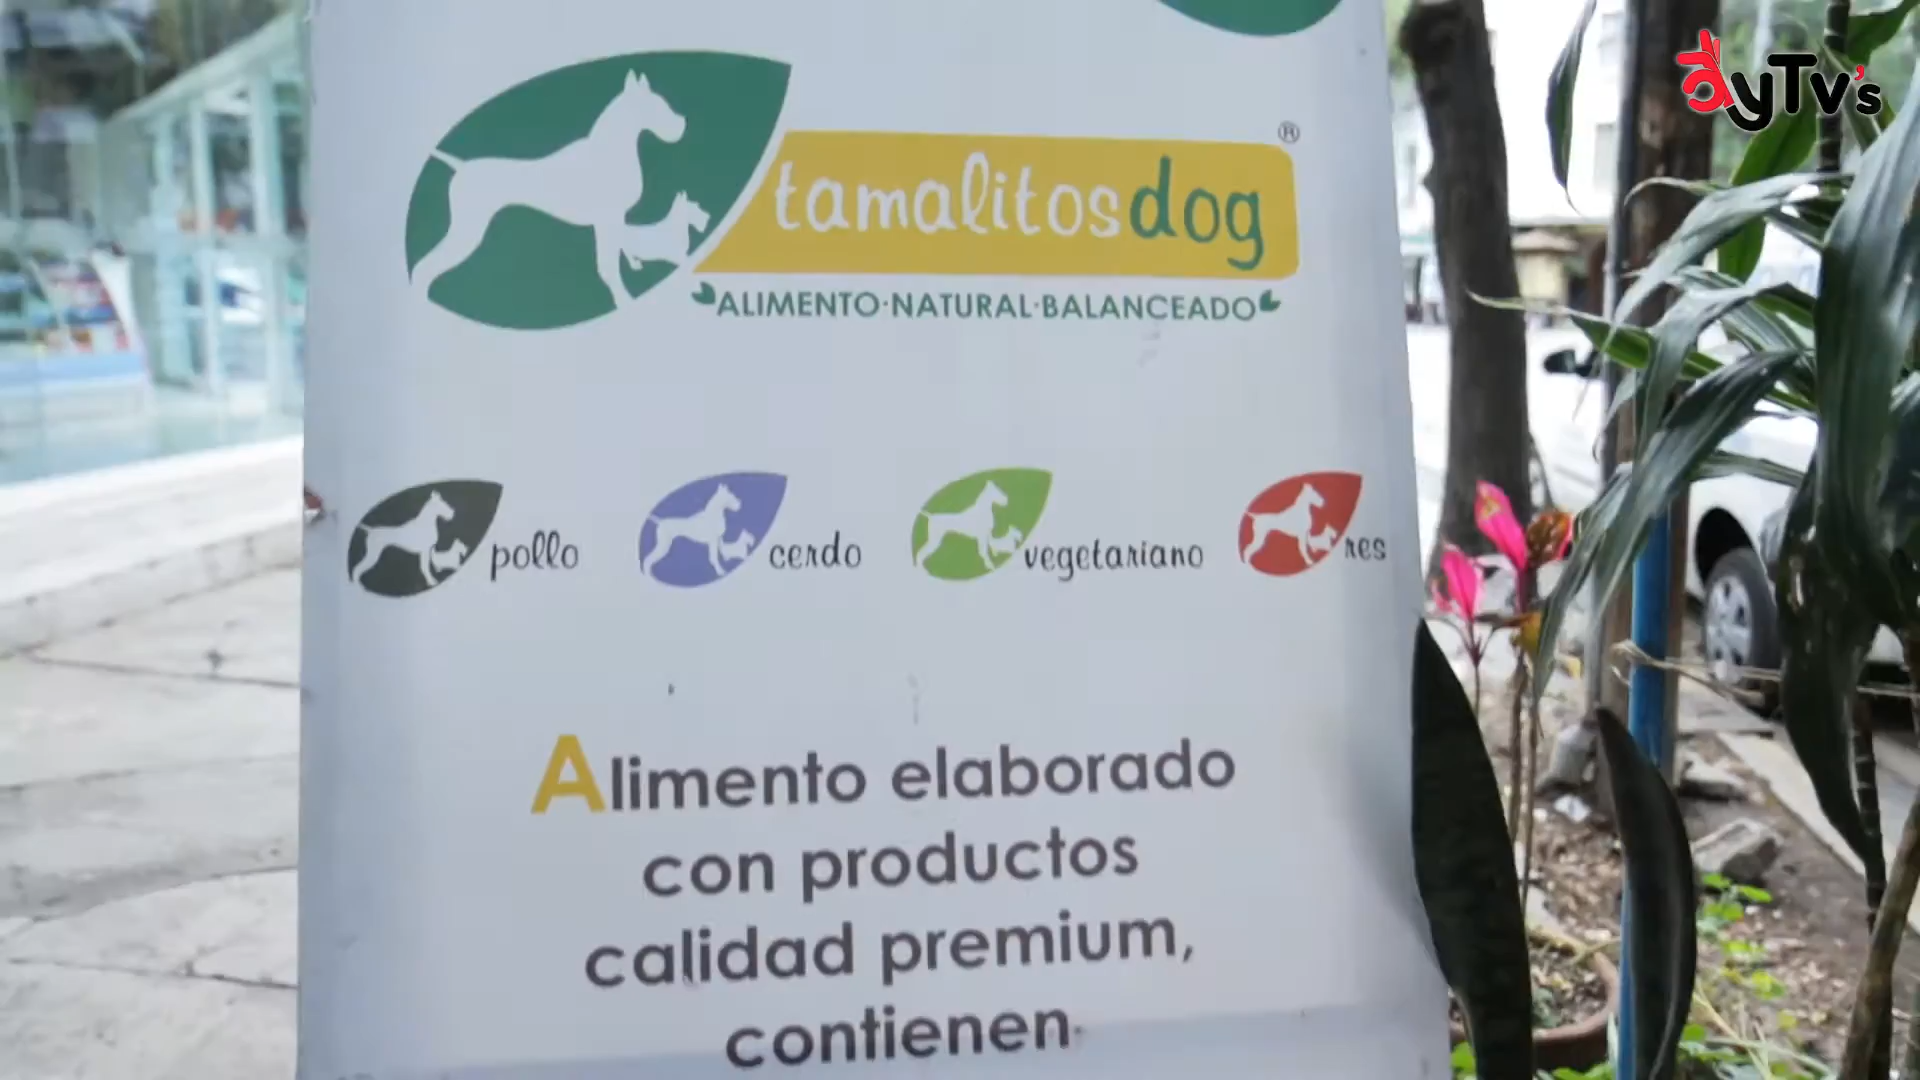 ayTv's
tamalitosdog®
ALIMENTO·NATURAL·BALANCEADO
pollo
cerdo
vegetariano
res
Alimento elaborado
con productos
calidad premium,
contienen